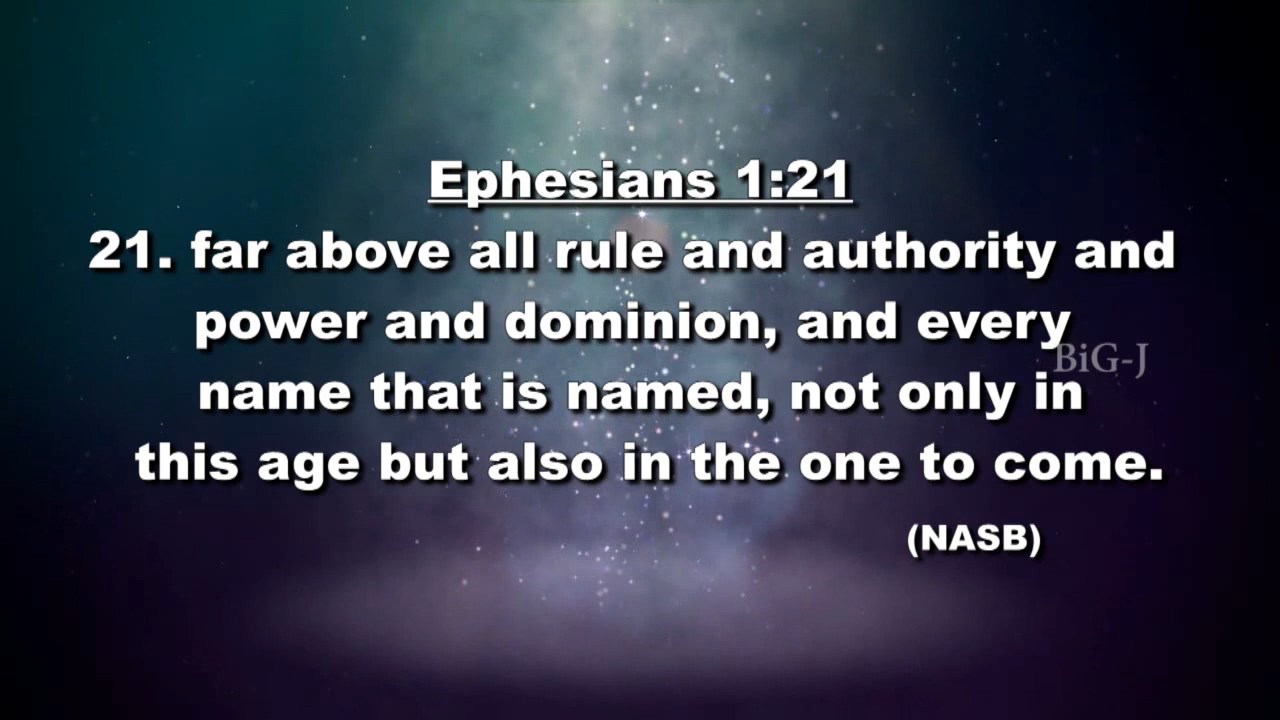 Ephesians 1:21
21. far above all rule and authority and
power and dominion, and every
BiG-J
name that is named, not only in
this age but also in the one to come.
(NASB)